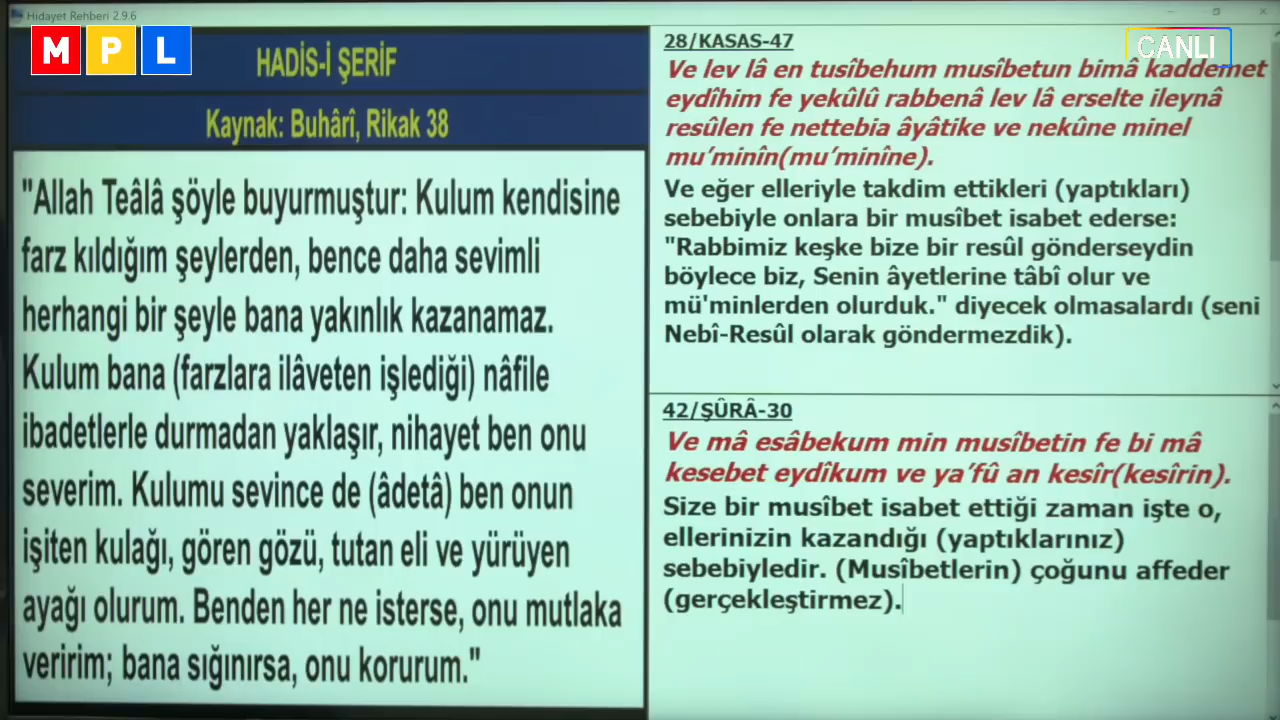 Hidayet Rehberi 2.9.6
M P L
HADİS-İ ŞERİF
Kaynak: Buhârî, Rikak 38
"Allah Teâlâ şöyle buyurmuştur: Kulum kendisine
farz kıldığım şeylerden, bence daha sevimli
herhangi bir şeyle bana yakınlık kazanamaz.
Kulum bana (farzlara ilâveten işlediği) nâfile
ibadetlerle durmadan yaklaşır, nihayet ben onu
severim. Kulumu sevince de (âdetâ) ben onun
işiten kulağı, gören gözü, tutan eli ve yürüyen
ayağı olurum. Benden her ne isterse, onu mutlaka
veririm; bana sığınırsa, onu korurum."
CANLI
28/KASAS-47
Ve lev lâ en tusîbehum musîbetun bimâ kaddemet
eydîhim fe yekûlû rabbenâ lev lâ erselte ileynâ
resûlen fe nettebia âyâtike ve nekûne minel
mu’minîn(mu’minîne).
Ve eğer elleriyle takdim ettikleri (yaptıkları)
sebebiyle onlara bir musîbet isabet ederse:
"Rabbimiz keşke bize bir resûl gönderseydin
böylece biz, Senin âyetlerine tâbî olur ve
mü'minlerden olurduk." diyecek olmasalardı (seni
Nebî-Resûl olarak göndermezdik).
42/ŞÛRÂ-30
Ve mâ esâbekum min musîbetin fe bi mâ
kesebet eydîkum ve ya’fû an kesîr(kesîrin).
Size bir musîbet isabet ettiği zaman işte o,
ellerinizin kazandığı (yaptıklarınız)
sebebiyledir. (Musîbetlerin) çoğunu affeder
(gerçekleştirmez).